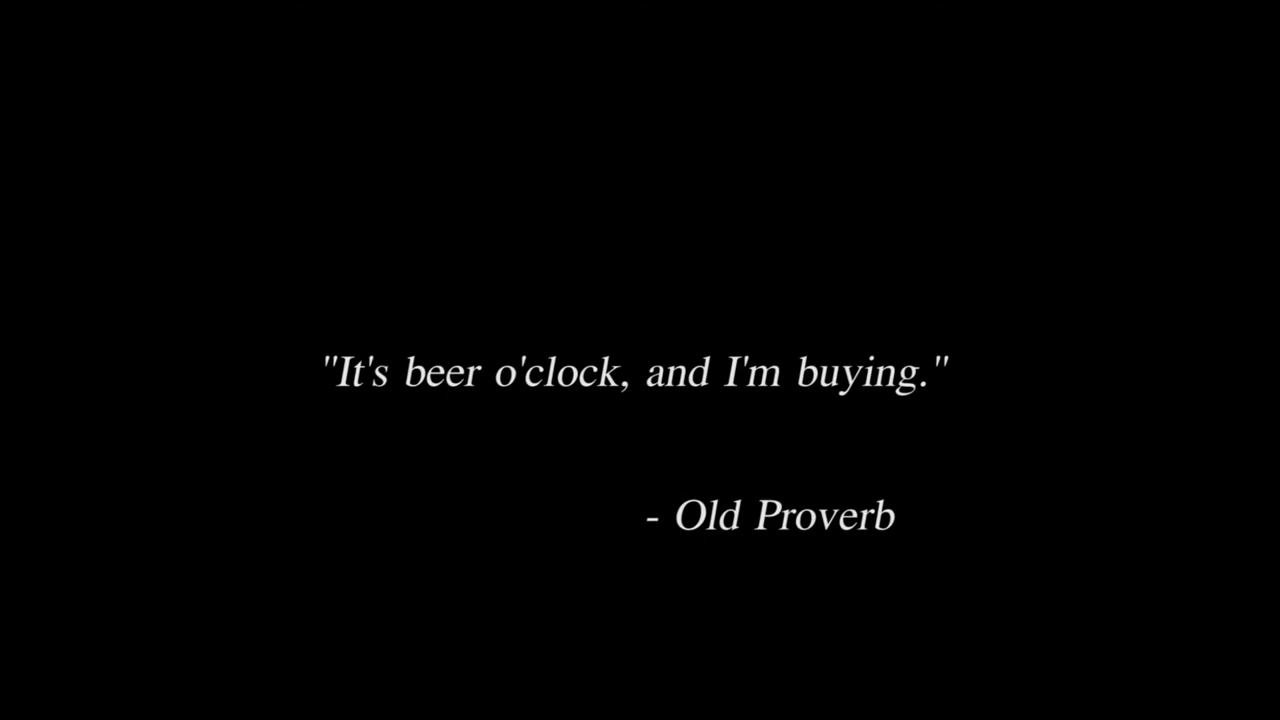 "It's beer o'clock, and I'm buying."
- Old Proverb